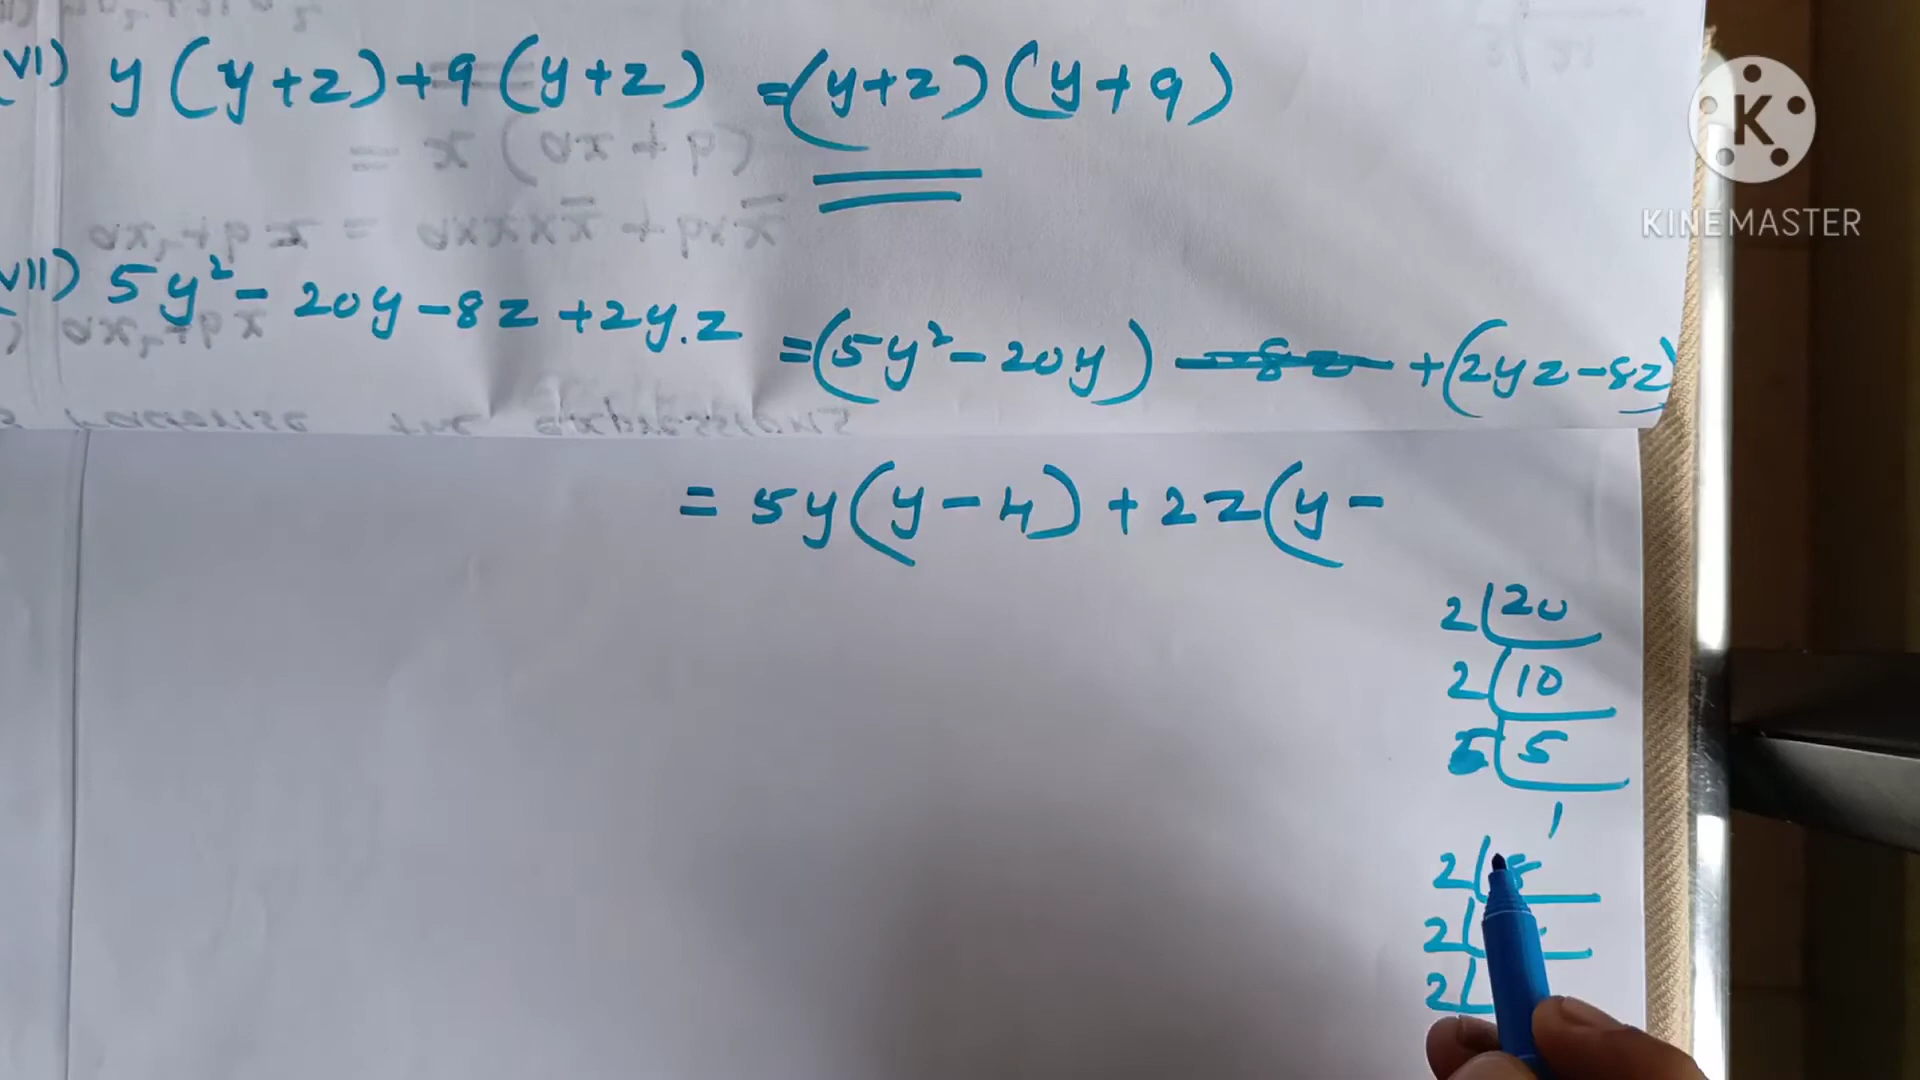 VI) y (y+z)+9 (y+z) =(y+z) (y+9)
VII) 5y² - 20y -8z +2y.z =(5y² - 20y) -8z +(2yz-8z)
= 5y (y - 4) + 2z (y -
2 20
2 10
5 5
1
2 8
2
2
K
KINEMASTER